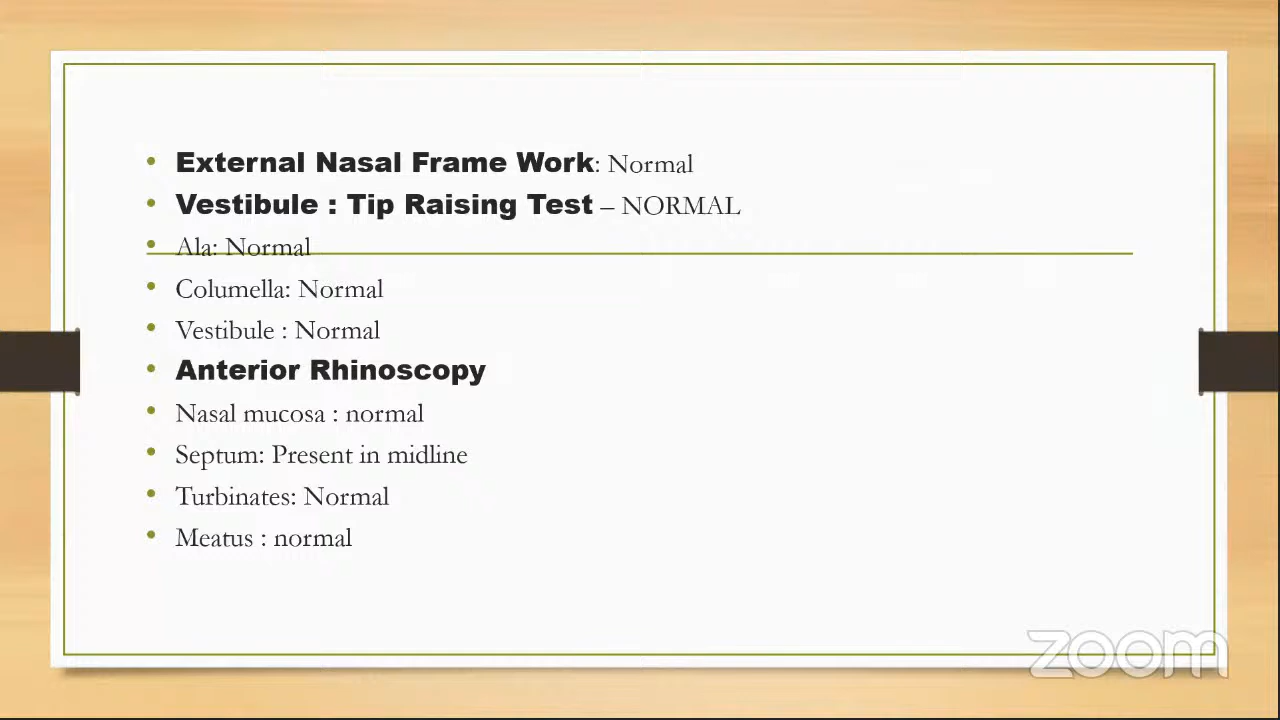 External Nasal Frame Work: Normal
Vestibule : Tip Raising Test – NORMAL
Ala: Normal
Columella: Normal
Vestibule : Normal
Anterior Rhinoscopy
Nasal mucosa : normal
Septum: Present in midline
Turbinates: Normal
Meatus : normal
zoom